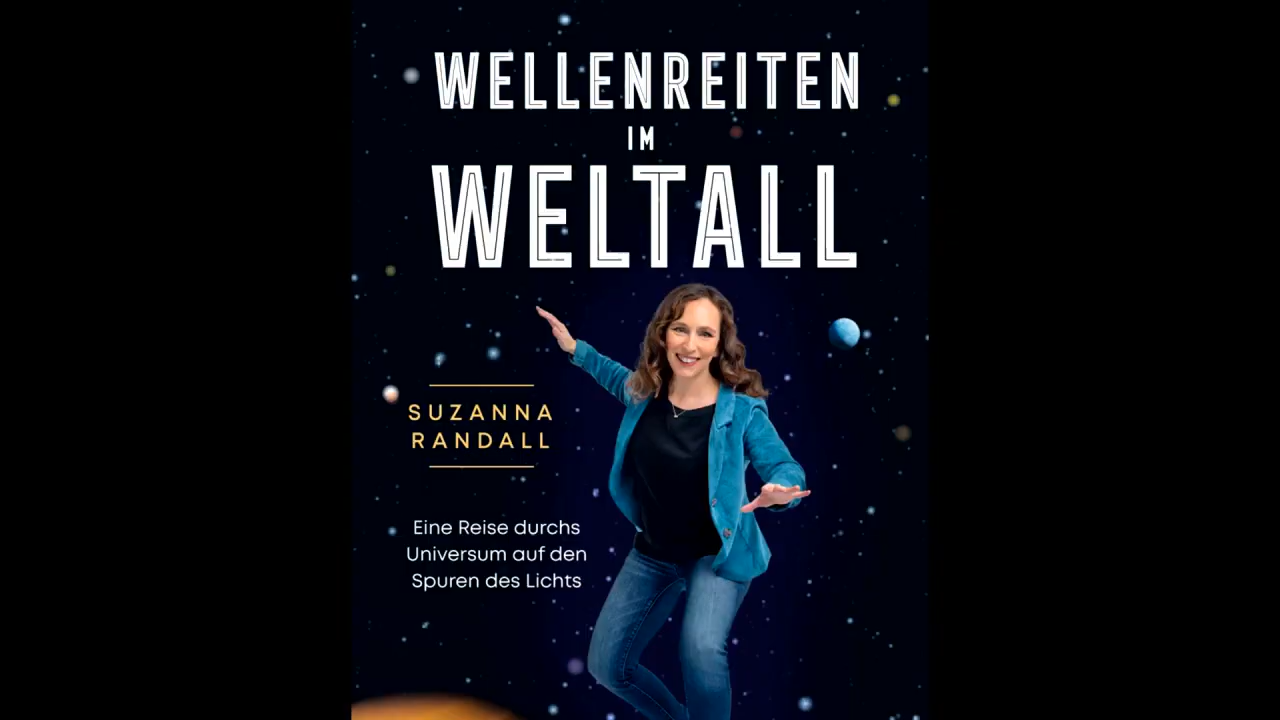 WELLENREITEN
IM
WELTALL
SUZANNA
RANDALL
Eine Reise durchs
Universum auf den
Spuren des Lichts